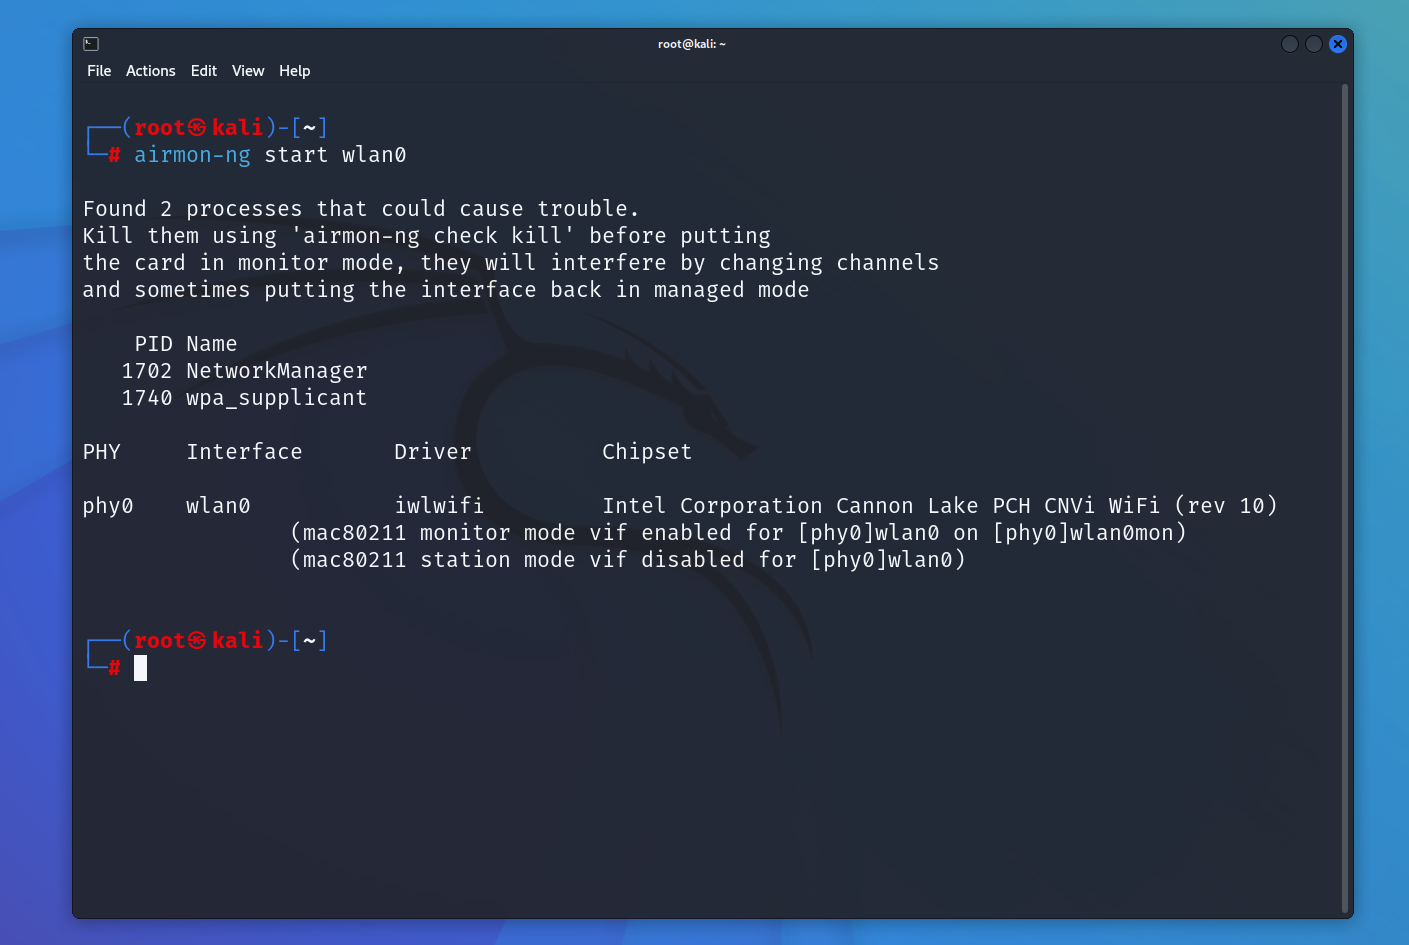 root@kali: ~
File Actions Edit View Help
┌──(root㉿kali)-[~]
└─# airmon-ng start wlan0
Found 2 processes that could cause trouble.
Kill them using 'airmon-ng check kill' before putting
the card in monitor mode, they will interfere by changing channels
and sometimes putting the interface back in managed mode
PID Name
1702 NetworkManager
1740 wpa_supplicant
PHY Interface Driver Chipset
phy0 wlan0 iwlwifi Intel Corporation Cannon Lake PCH CNVi WiFi (rev 10)
(mac80211 monitor mode vif enabled for [phy0]wlan0 on [phy0]wlan0mon)
(mac80211 station mode vif disabled for [phy0]wlan0)
┌──(root㉿kali)-[~]
└─#